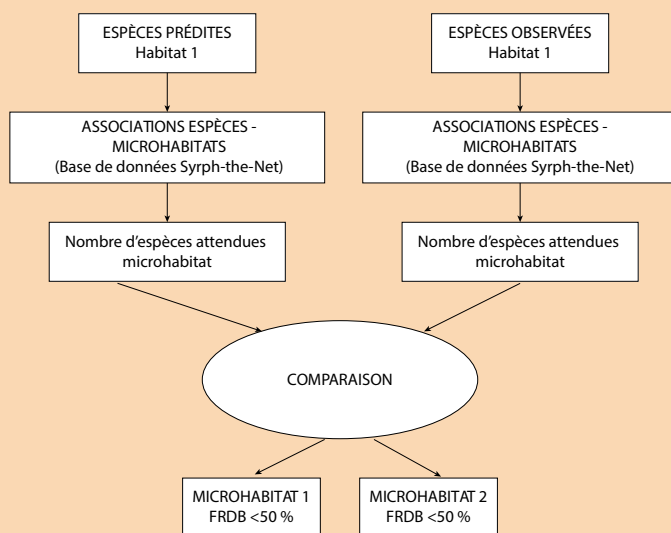 ESPÈCES PRÉDITES
Habitat 1
ESPÈCES OBSERVÉES
Habitat 1
ASSOCIATIONS ESPÈCES -
MICROHABITATS
(Base de données Syrph-the-Net)
ASSOCIATIONS ESPÈCES -
MICROHABITATS
(Base de données Syrph-the-Net)
Nombre d'espèces attendues
microhabitat
Nombre d'espèces attendues
microhabitat
COMPARAISON
MICROHABITAT 1
FRDB <50 %
MICROHABITAT 2
FRDB <50 %